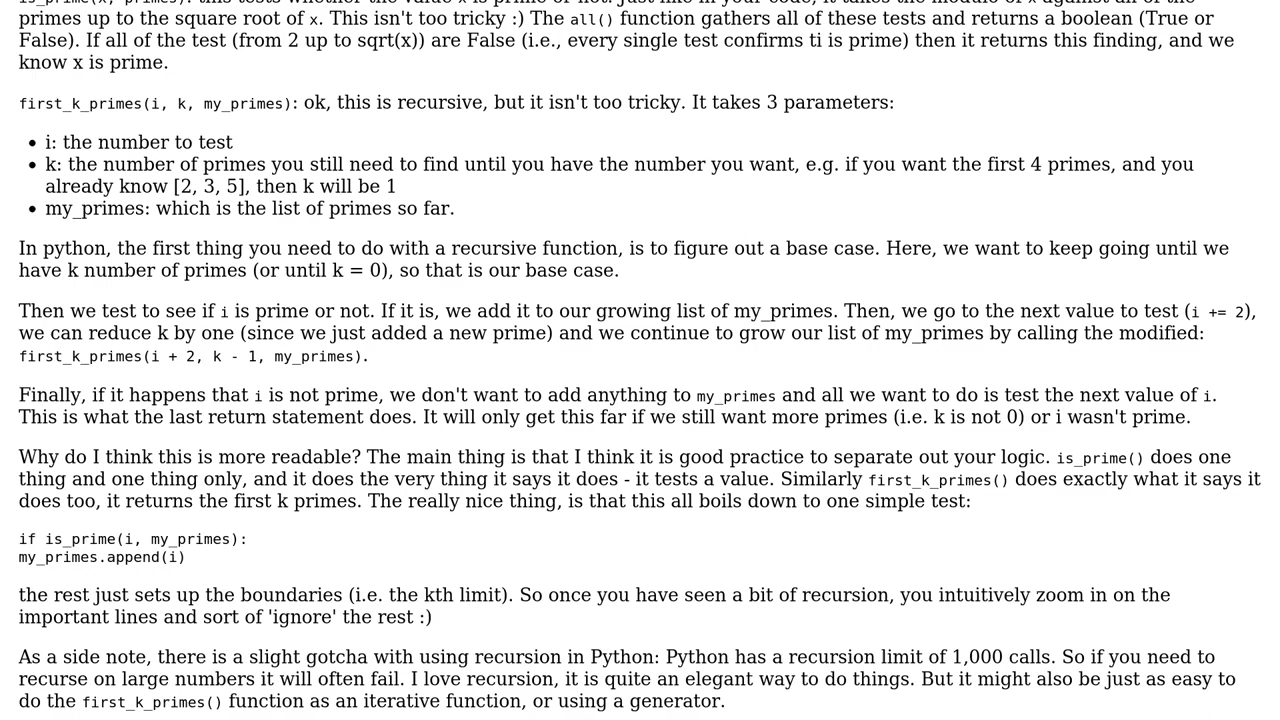 primes up to the square root of x. This isn't too tricky :) The all() function gathers all of these tests and returns a boolean (True or
False). If all of the test (from 2 up to sqrt(x)) are False (i.e., every single test confirms ti is prime) then it returns this finding, and we
know x is prime.
first_k_primes(i, k, my_primes): ok, this is recursive, but it isn't too tricky. It takes 3 parameters:
• i: the number to test
• k: the number of primes you still need to find until you have the number you want, e.g. if you want the first 4 primes, and you
already know [2, 3, 5], then k will be 1
• my_primes: which is the list of primes so far.
In python, the first thing you need to do with a recursive function, is to figure out a base case. Here, we want to keep going until we
have k number of primes (or until k = 0), so that is our base case.
Then we test to see if i is prime or not. If it is, we add it to our growing list of my_primes. Then, we go to the next value to test (i += 2),
we can reduce k by one (since we just added a new prime) and we continue to grow our list of my_primes by calling the modified:
first_k_primes(i + 2, k - 1, my_primes).
Finally, if it happens that i is not prime, we don't want to add anything to my_primes and all we want to do is test the next value of i.
This is what the last return statement does. It will only get this far if we still want more primes (i.e. k is not 0) or i wasn't prime.
Why do I think this is more readable? The main thing is that I think it is good practice to separate out your logic. is_prime() does one
thing and one thing only, and it does the very thing it says it does - it tests a value. Similarly first_k_primes() does exactly what it says it
does too, it returns the first k primes. The really nice thing, is that this all boils down to one simple test:
if is_prime(i, my_primes):
my_primes.append(i)
the rest just sets up the boundaries (i.e. the kth limit). So once you have seen a bit of recursion, you intuitively zoom in on the
important lines and sort of 'ignore' the rest :)
As a side note, there is a slight gotcha with using recursion in Python: Python has a recursion limit of 1,000 calls. So if you need to
recurse on large numbers it will often fail. I love recursion, it is quite an elegant way to do things. But it might also be just as easy to
do the first_k_primes() function as an iterative function, or using a generator.